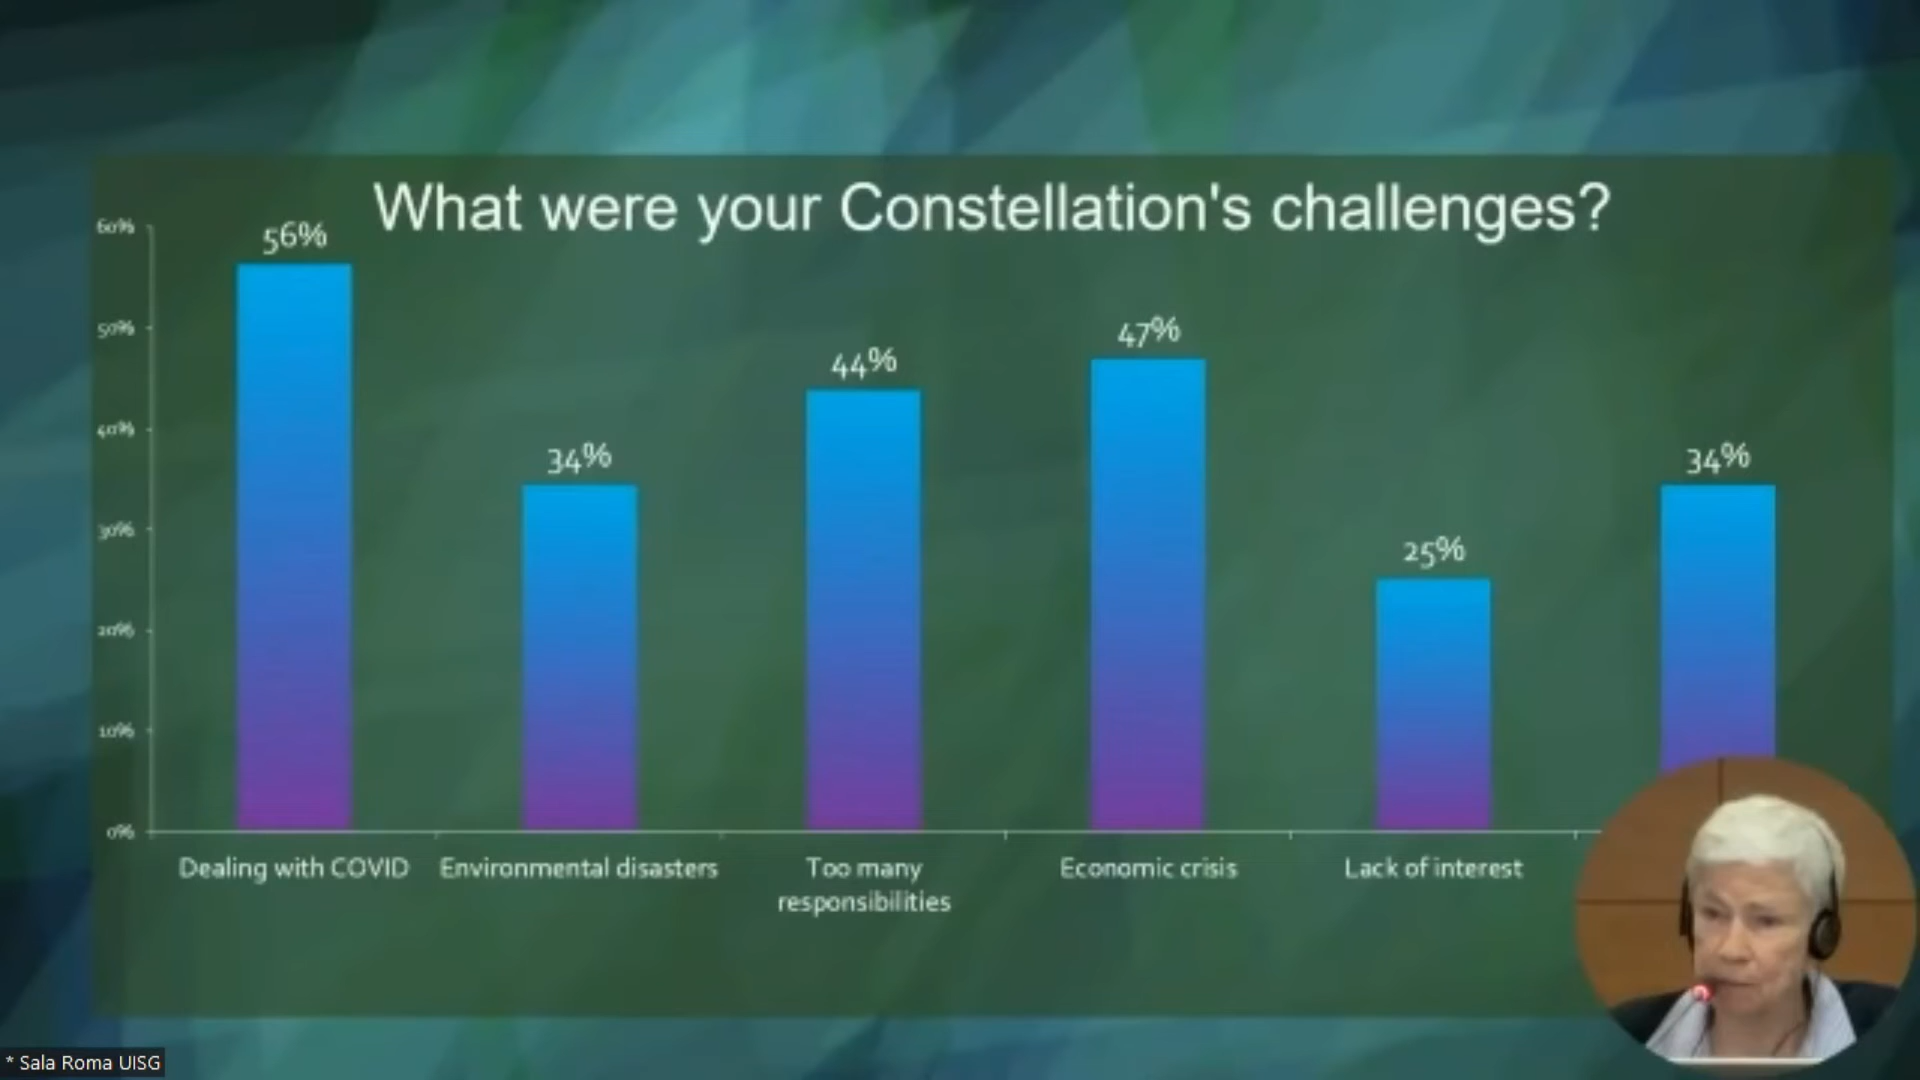 What were your Constellation's challenges?
60%
50%
40%
30%
20%
10%
0%
56%
34%
44%
47%
25%
34%
Dealing with COVID
Environmental disasters
Too many
responsibilities
Economic crisis
Lack of interest
* Sala Roma UISG